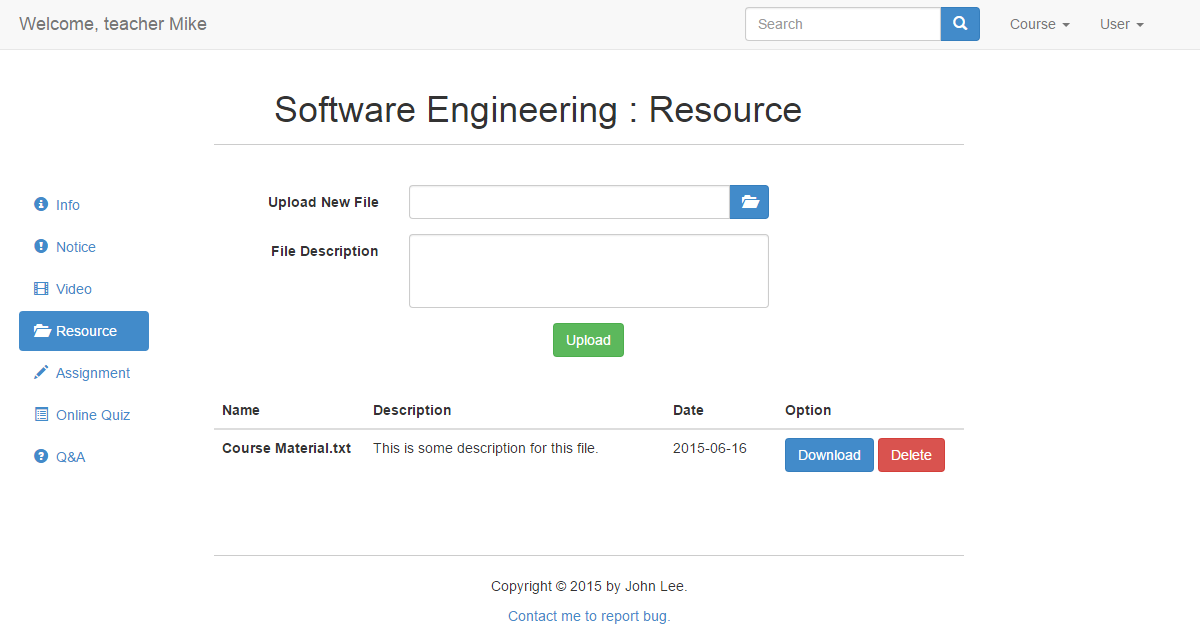 Welcome, teacher Mike
Search
Course
User
Software Engineering : Resource
Info
Notice
Video
Resource
Assignment
Online Quiz
Q&A
Upload New File
File Description
Upload
Name Description Date Option
Course Material.txt This is some description for this file. 2015-06-16 Download Delete
Copyright © 2015 by John Lee.
Contact me to report bug.